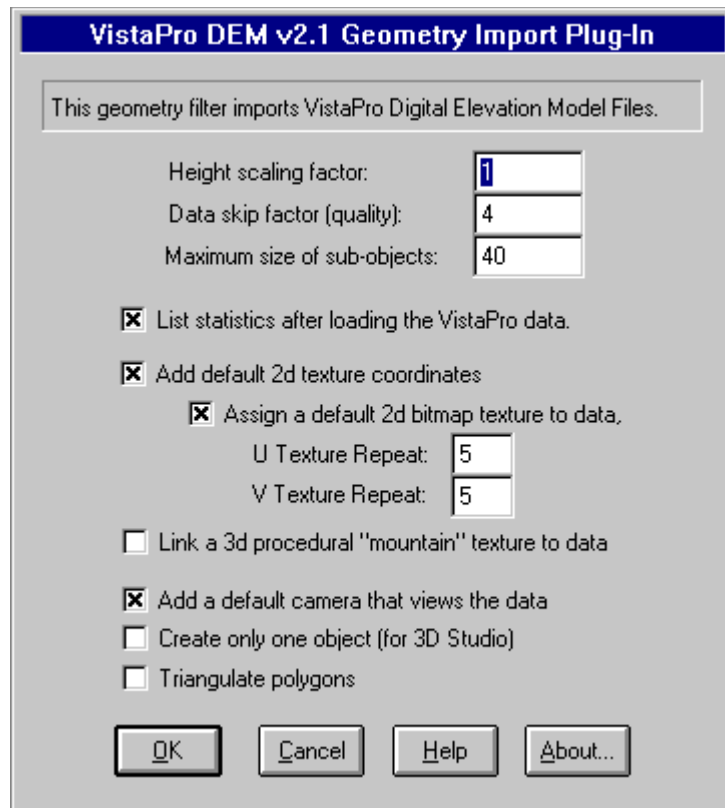 VistaPro DEM v2.1 Geometry Import Plug-In
This geometry filter imports VistaPro Digital Elevation Model Files.
Height scaling factor: 1
Data skip factor (quality): 4
Maximum size of sub-objects: 40
List statistics after loading the VistaPro data.
Add default 2d texture coordinates
Assign a default 2d bitmap texture to data,
U Texture Repeat: 5
V Texture Repeat: 5
Link a 3d procedural "mountain" texture to data
Add a default camera that views the data
Create only one object (for 3D Studio)
Triangulate polygons
OK Cancel Help About...